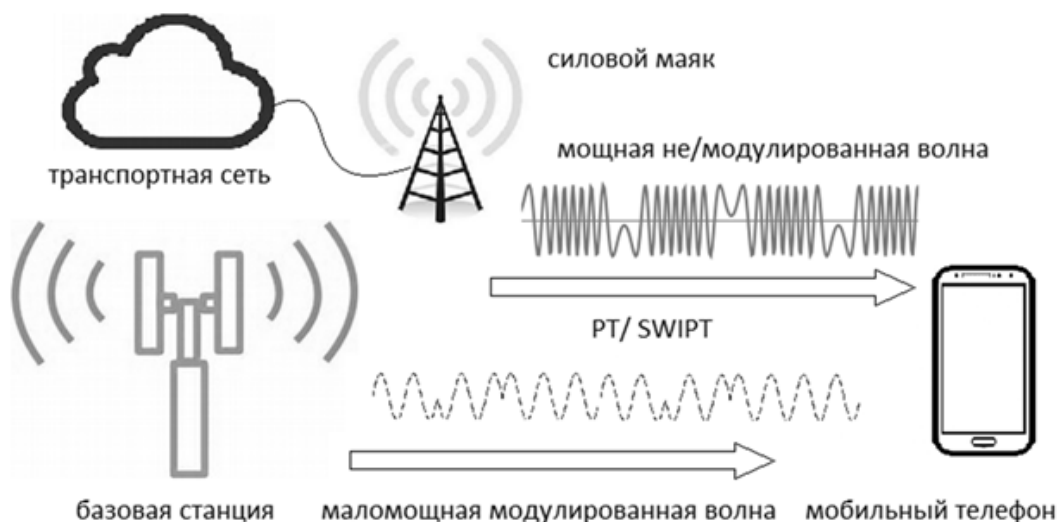 силовой маяк
мощная не/модулированная волна
транспортная сеть
PT/ SWIPT
базовая станция
маломощная модулированная волна
мобильный телефон